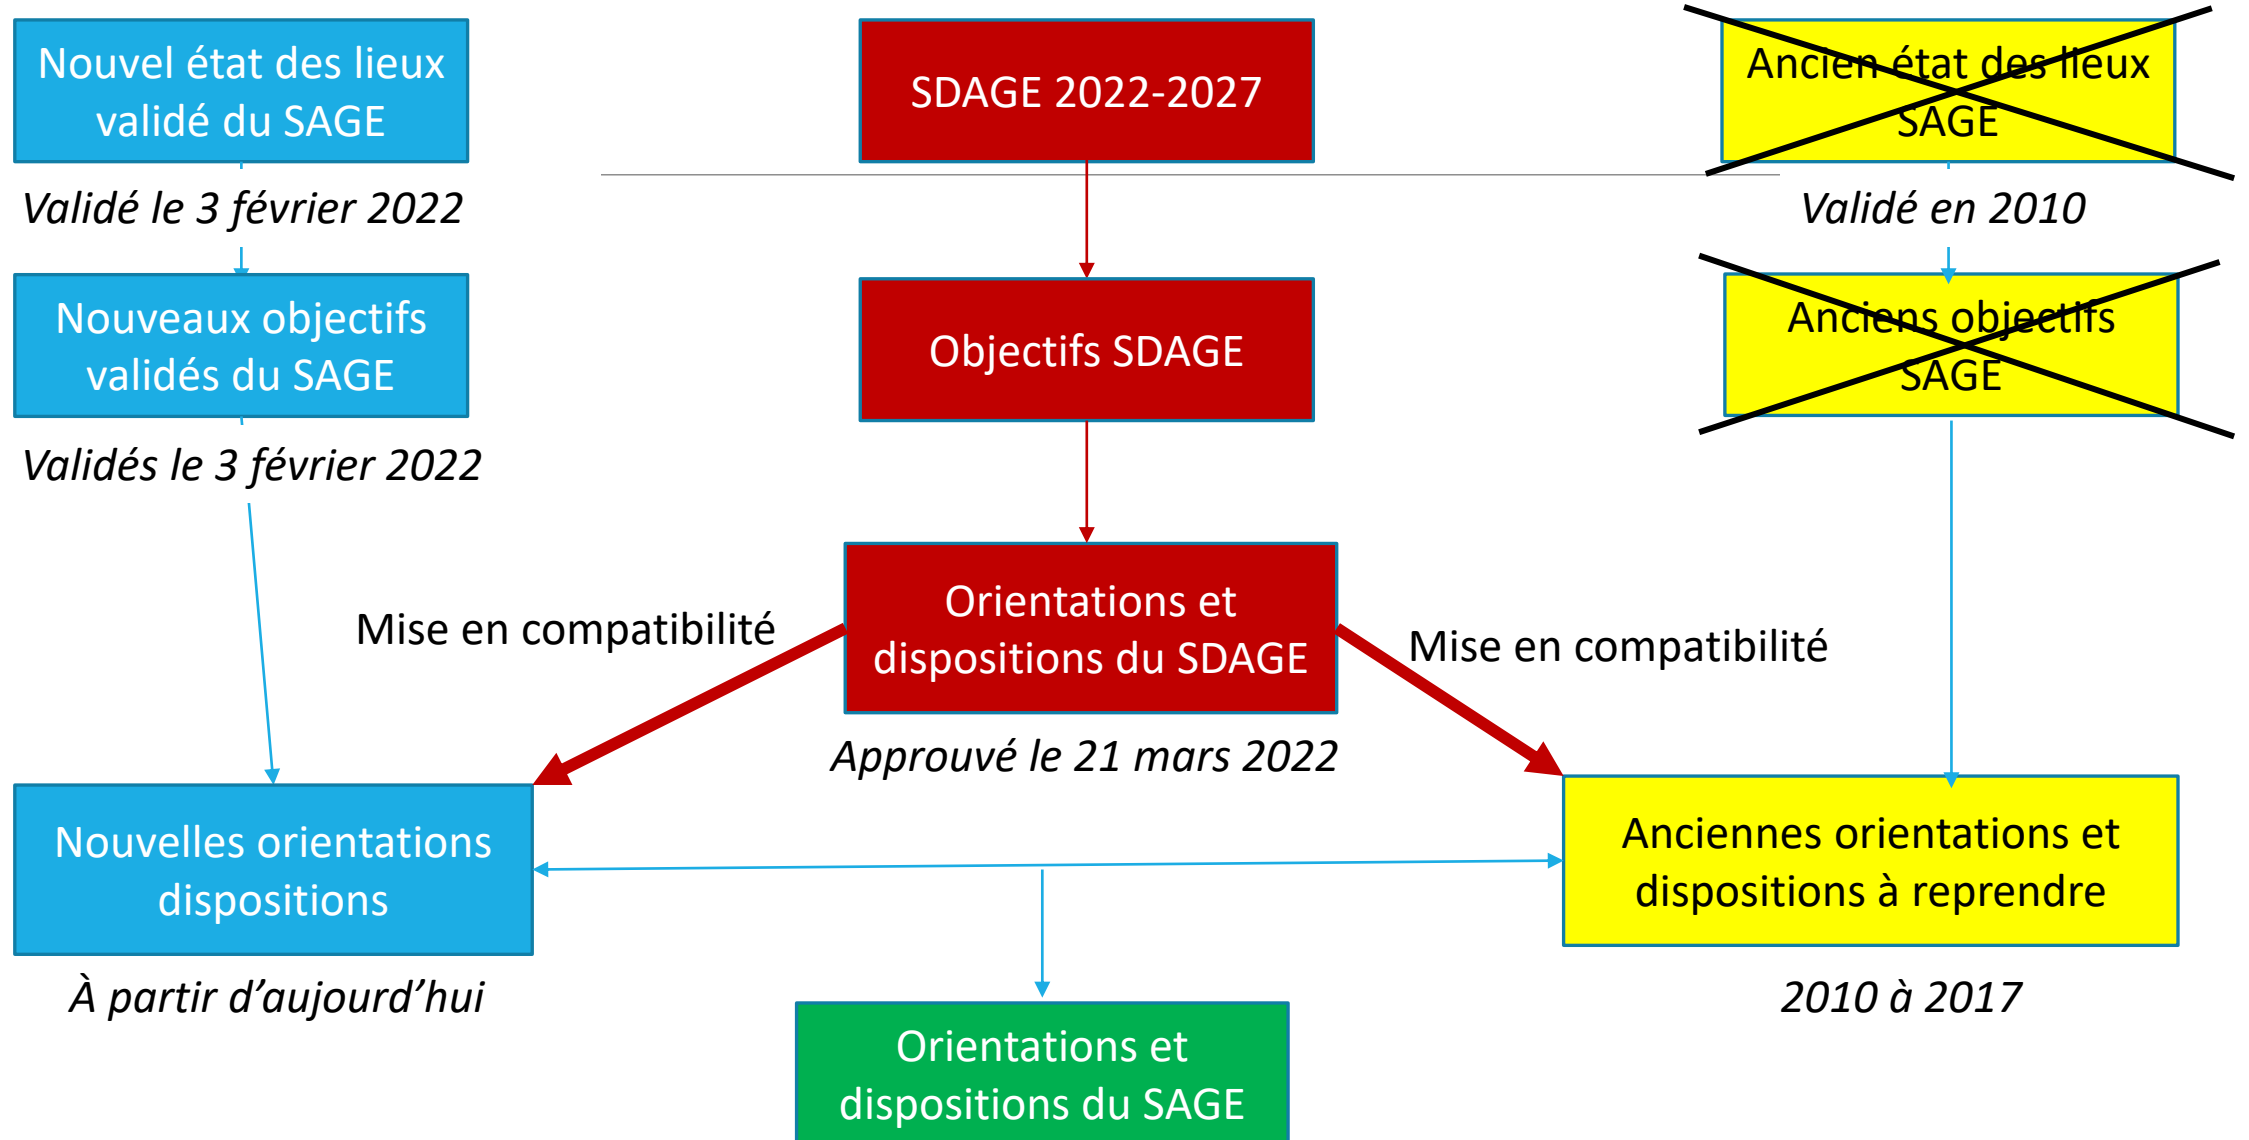 Nouvel état des lieux
validé du SAGE
SDAGE 2022-2027
Ancien état des lieux
SAGE
Validé le 3 février 2022
Validé en 2010
Nouveaux objectifs
validés du SAGE
Objectifs SDAGE
Anciens objectifs
SAGE
Validés le 3 février 2022
Orientations et
dispositions du SDAGE
Mise en compatibilité
Mise en compatibilité
Approuvé le 21 mars 2022
Nouvelles orientations
dispositions
Anciennes orientations et
dispositions à reprendre
À partir d’aujourd’hui
2010 à 2017
Orientations et
dispositions du SAGE